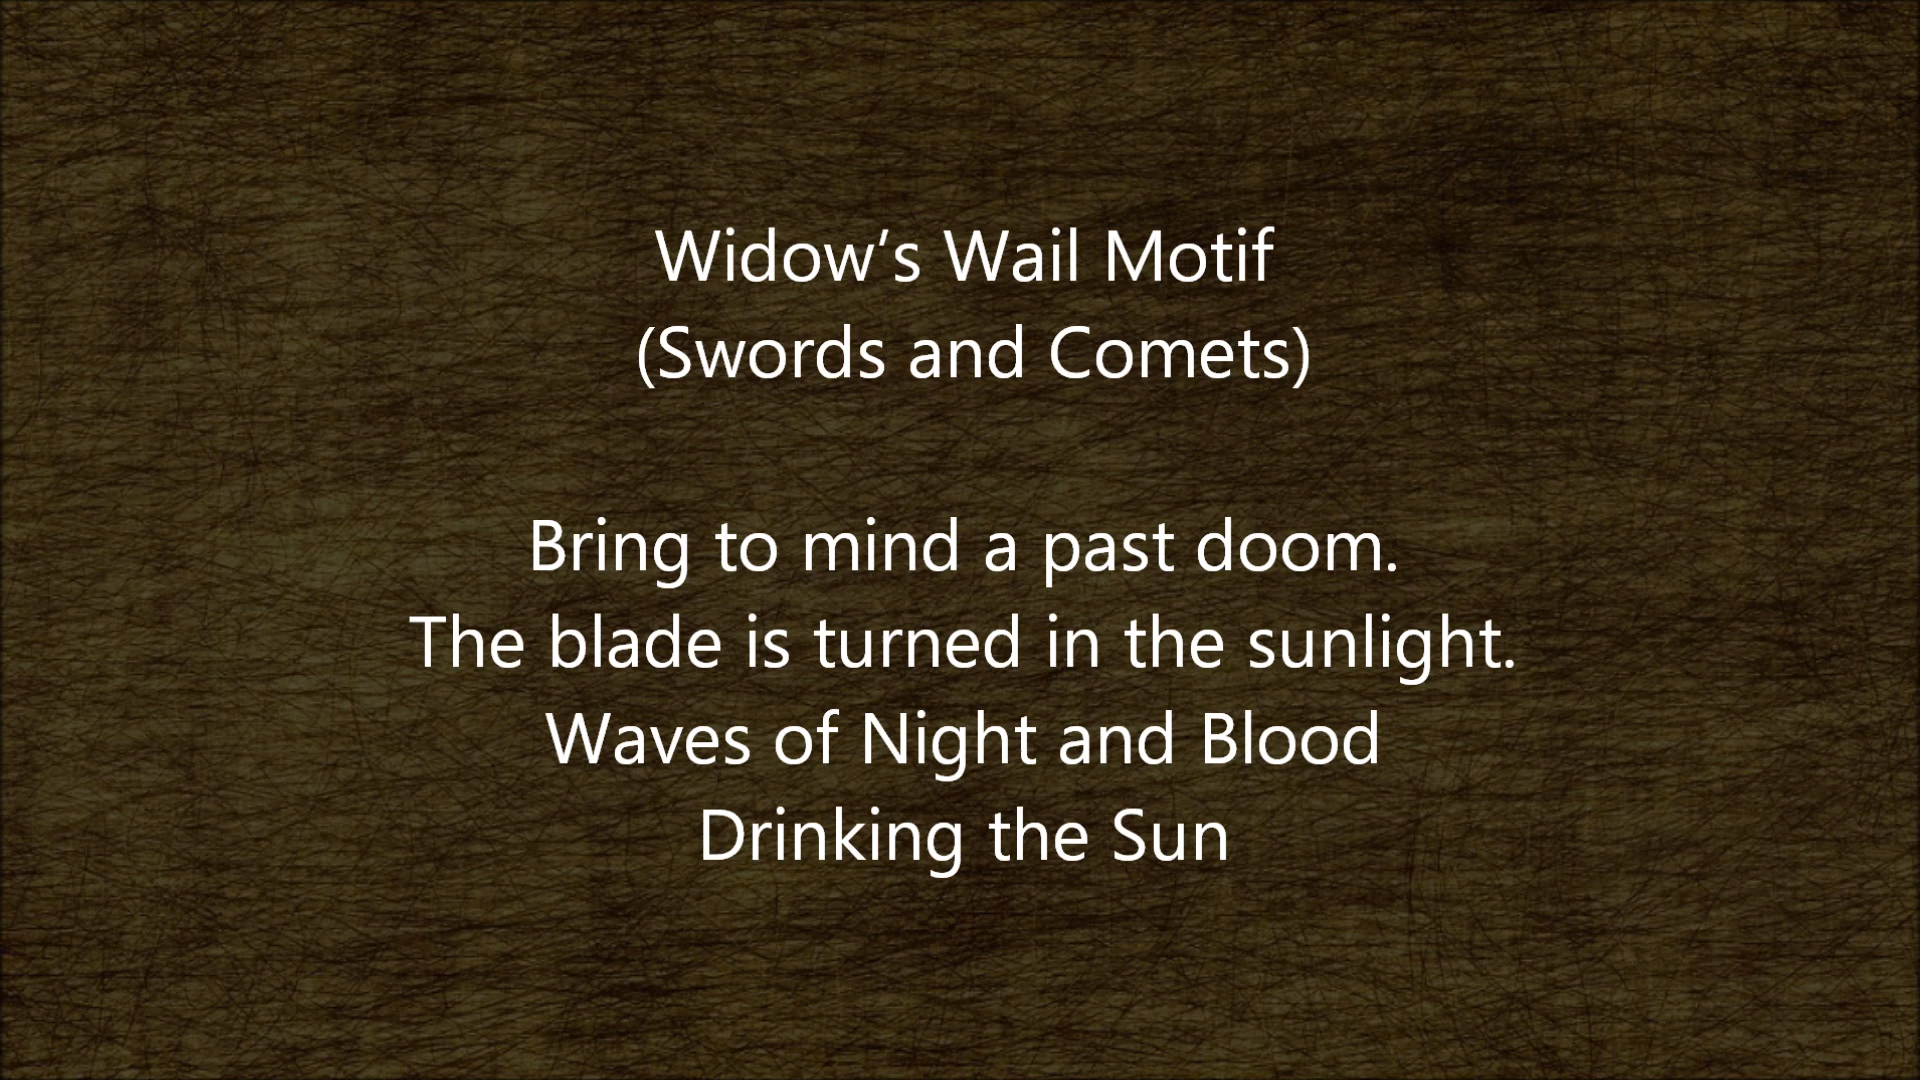 Widow’s Wail Motif
(Swords and Comets)
Bring to mind a past doom.
The blade is turned in the sunlight.
Waves of Night and Blood
Drinking the Sun